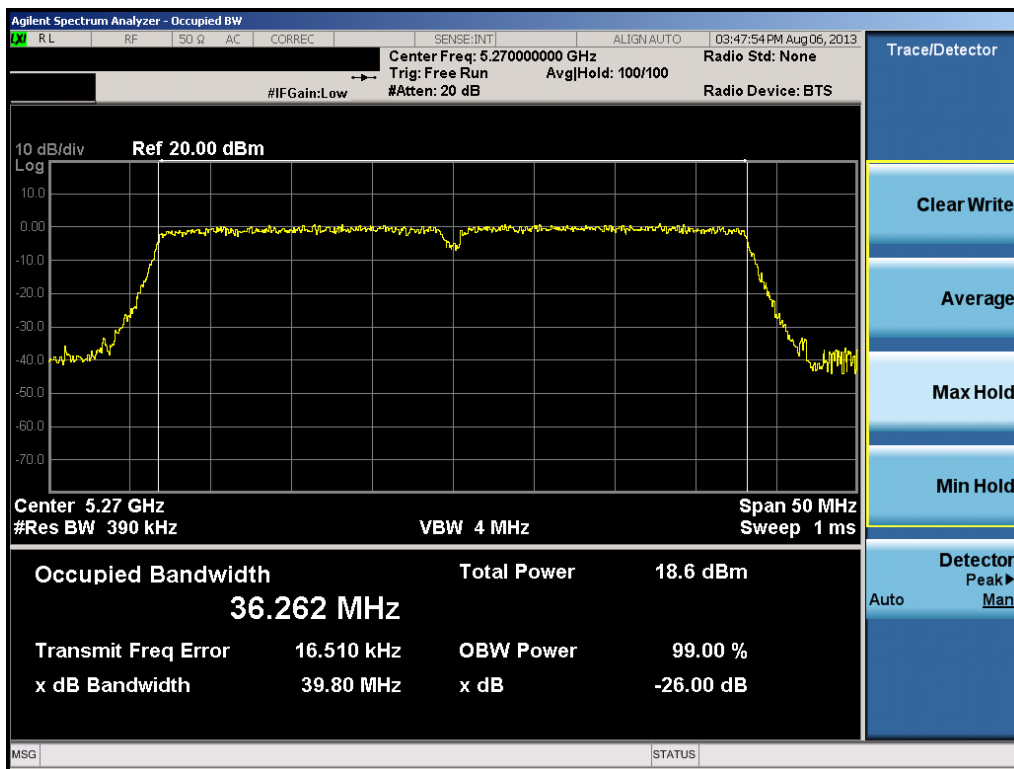 Agilent Spectrum Analyzer - Occupied BW
LXI RL RF 50 Ω AC CORREC SENSE:INT ALIGNAUTO 03:47:54 PM Aug 06, 2013
Center Freq: 5.270000000 GHz Radio Std: None
Trig: Free Run Avg|Hold: 100/100
#IFGain:Low #Atten: 20 dB Radio Device: BTS
10 dB/div Ref 20.00 dBm
Log
10.0
0.00
-10.0
-20.0
-30.0
-40.0
-50.0
-60.0
-70.0
Center 5.27 GHz Span 50 MHz
#Res BW 390 kHz VBW 4 MHz Sweep 1 ms
Occupied Bandwidth Total Power 18.6 dBm
36.262 MHz
Transmit Freq Error 16.510 kHz OBW Power 99.00 %
x dB Bandwidth 39.80 MHz x dB -26.00 dB
MSG STATUS
Trace/Detector
Clear Write
Average
Max Hold
Min Hold
Detector
Peak▶
Auto Man